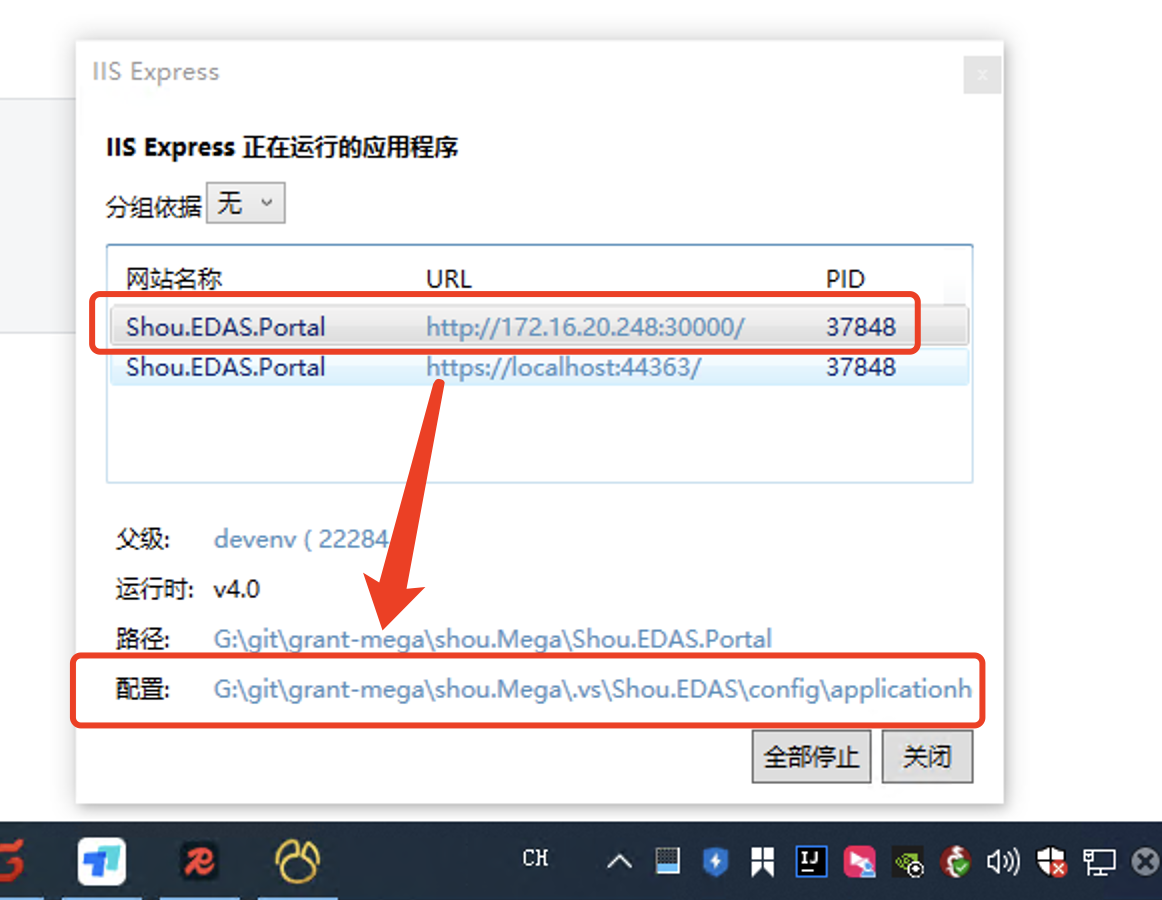 IIS Express
x
IIS Express 正在运行的应用程序
分组依据 无
网站名称 URL PID
Shou.EDAS.Portal http://172.16.20.248:30000/ 37848
Shou.EDAS.Portal https://localhost:44363/ 37848
父级: devenv ( 22284
运行时: v4.0
路径: G:\git\grant-mega\shou.Mega\Shou.EDAS.Portal
配置: G:\git\grant-mega\shou.Mega\.vs\Shou.EDAS\config\applicationh
全部停止 关闭
CH
IJ